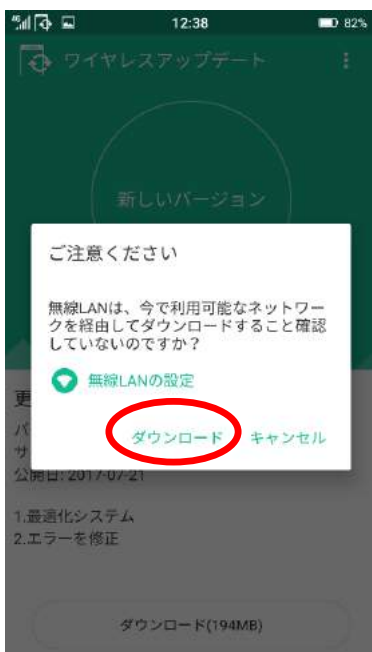 4G 12:38 82%
ワイヤレスアップデート
新しいバージョン
ご注意ください
無線LANは、今で利用可能なネットワー
クを経由してダウンロードすること確認
していないのですか？
無線LANの設定
ダウンロード キャンセル
更
バ
サ
公開日: 2017-07-21
1.最適化システム
2.エラーを修正
ダウンロード(194MB)